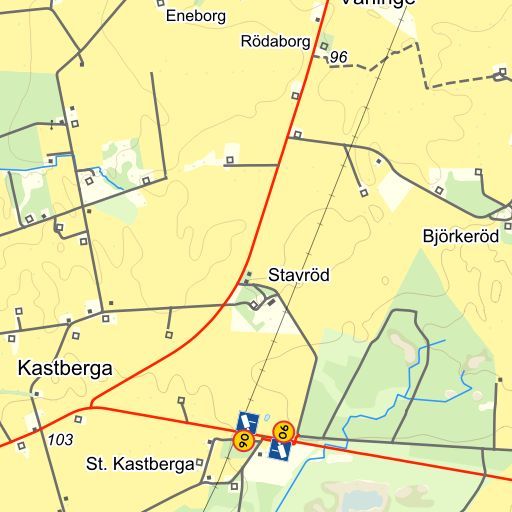 Eneborg
Rödaborg
96
Björkeröd
Stavröd
Kastberga
103
90
90
St. Kastberga